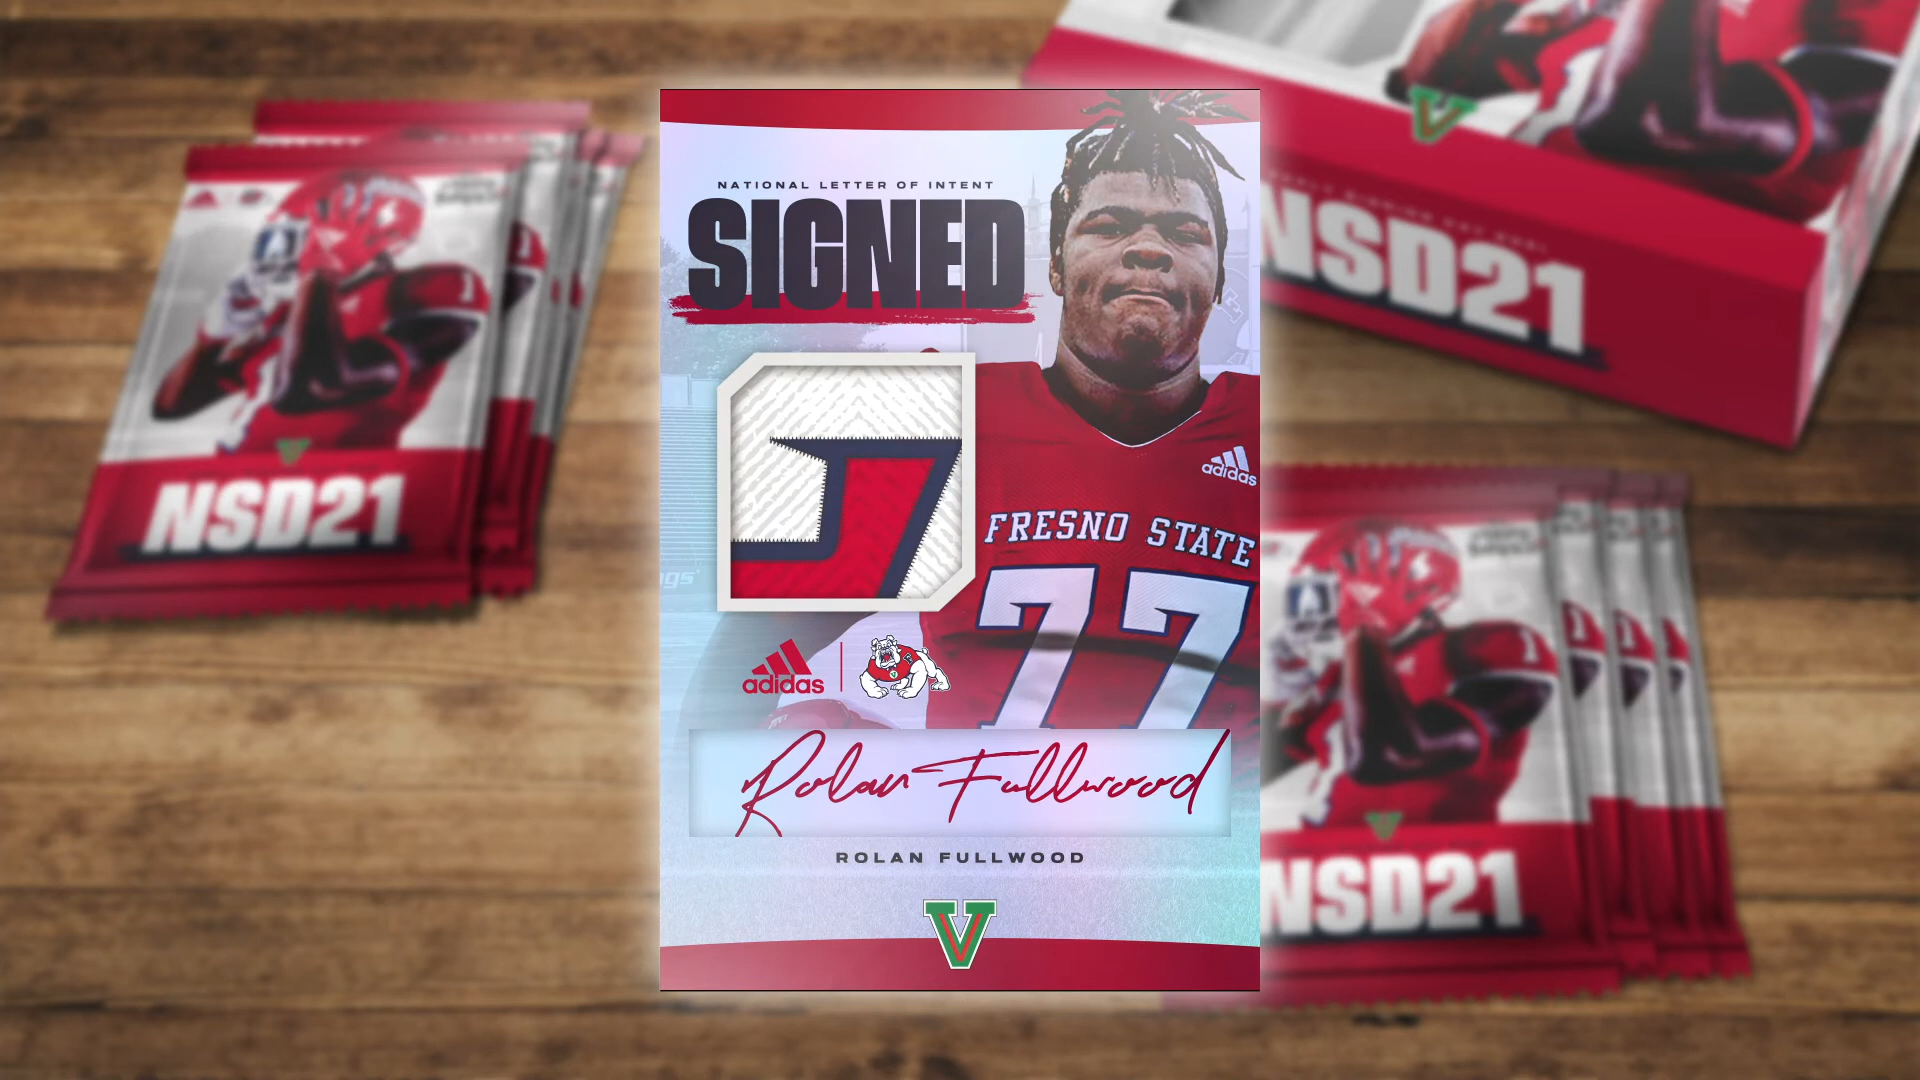 NATIONAL LETTER OF INTENT
SIGNED
adidas
FRESNO STATE
77
adidas
Rolan Fullwood
ROLAN FULLWOOD
V
NSD21
V
NSD21
V
NSD21